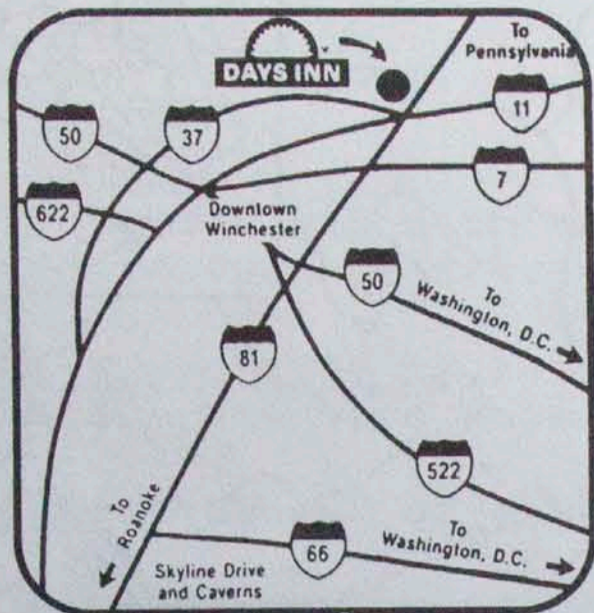 To
Pennsylvania
DAYS INN
11
50
37
7
622
Downtown
Winchester
50
To
Washington, D.C.
81
522
To
Roanoke
66
To
Washington, D.C.
Skyline Drive
and Caverns